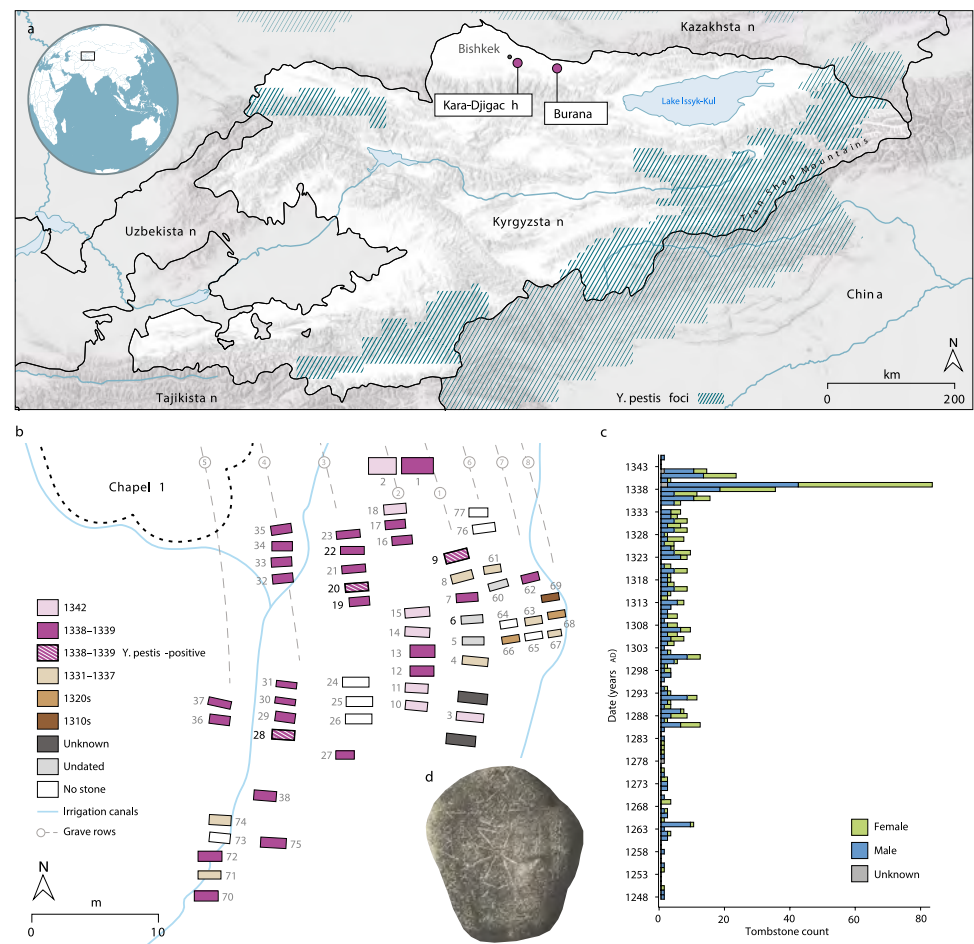 a
Kazakhsta n
Bishkek
Kara-Djigac h
Burana
Lake Issyk-Kul
Tian Shan Mountains
Uzbekista n
Kyrgyzsta n
China
N
km
0 200
Tajikista n
Y. pestis foci
b
Chapel 1
5 4 3 2 1 6 7 8
2 1
18
17
16
77
76
35
34
33
32
23
22
21
20
19
9
8
7
6
5
4
3
61
60
62
69
68
67
64
63
66
65
15
14
13
12
11
10
37
36
31
30
29
28
24
25
26
27
38
74
73
75
72
71
70
1342
1338–1339
1338–1339 Y. pestis -positive
1331–1337
1320s
1310s
Unknown
Undated
No stone
Irrigation canals
Grave rows
N
m
0 10
d
c
Date (years AD)
1343
1338
1333
1328
1323
1318
1313
1308
1303
1298
1293
1288
1283
1278
1273
1268
1263
1258
1253
1248
Female
Male
Unknown
0 20 40 60 80
Tombstone count